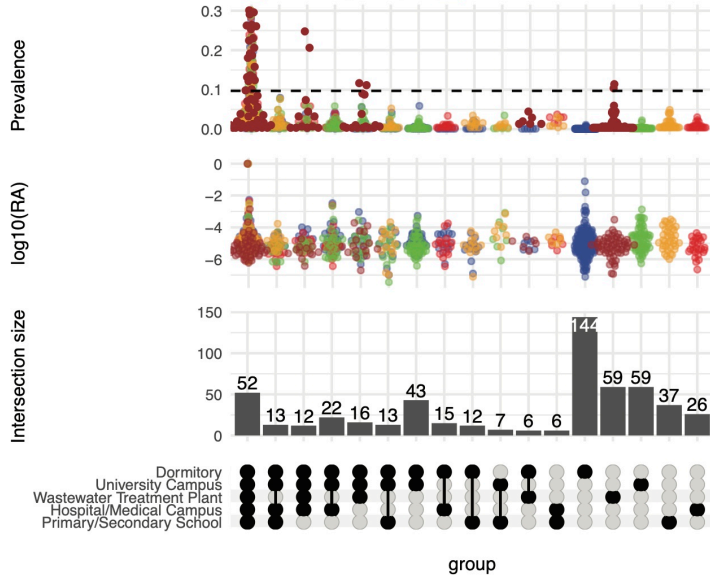 Prevalence
0.3
0.2
0.1
0.0
log10(RA)
0
−2
−4
−6
Intersection size
150
100
50
0
52 13 12 22 16 13 43 15 12 7 6 6 144 59 59 37 26
Dormitory
University Campus
Wastewater Treatment Plant
Hospital/Medical Campus
Primary/Secondary School
group